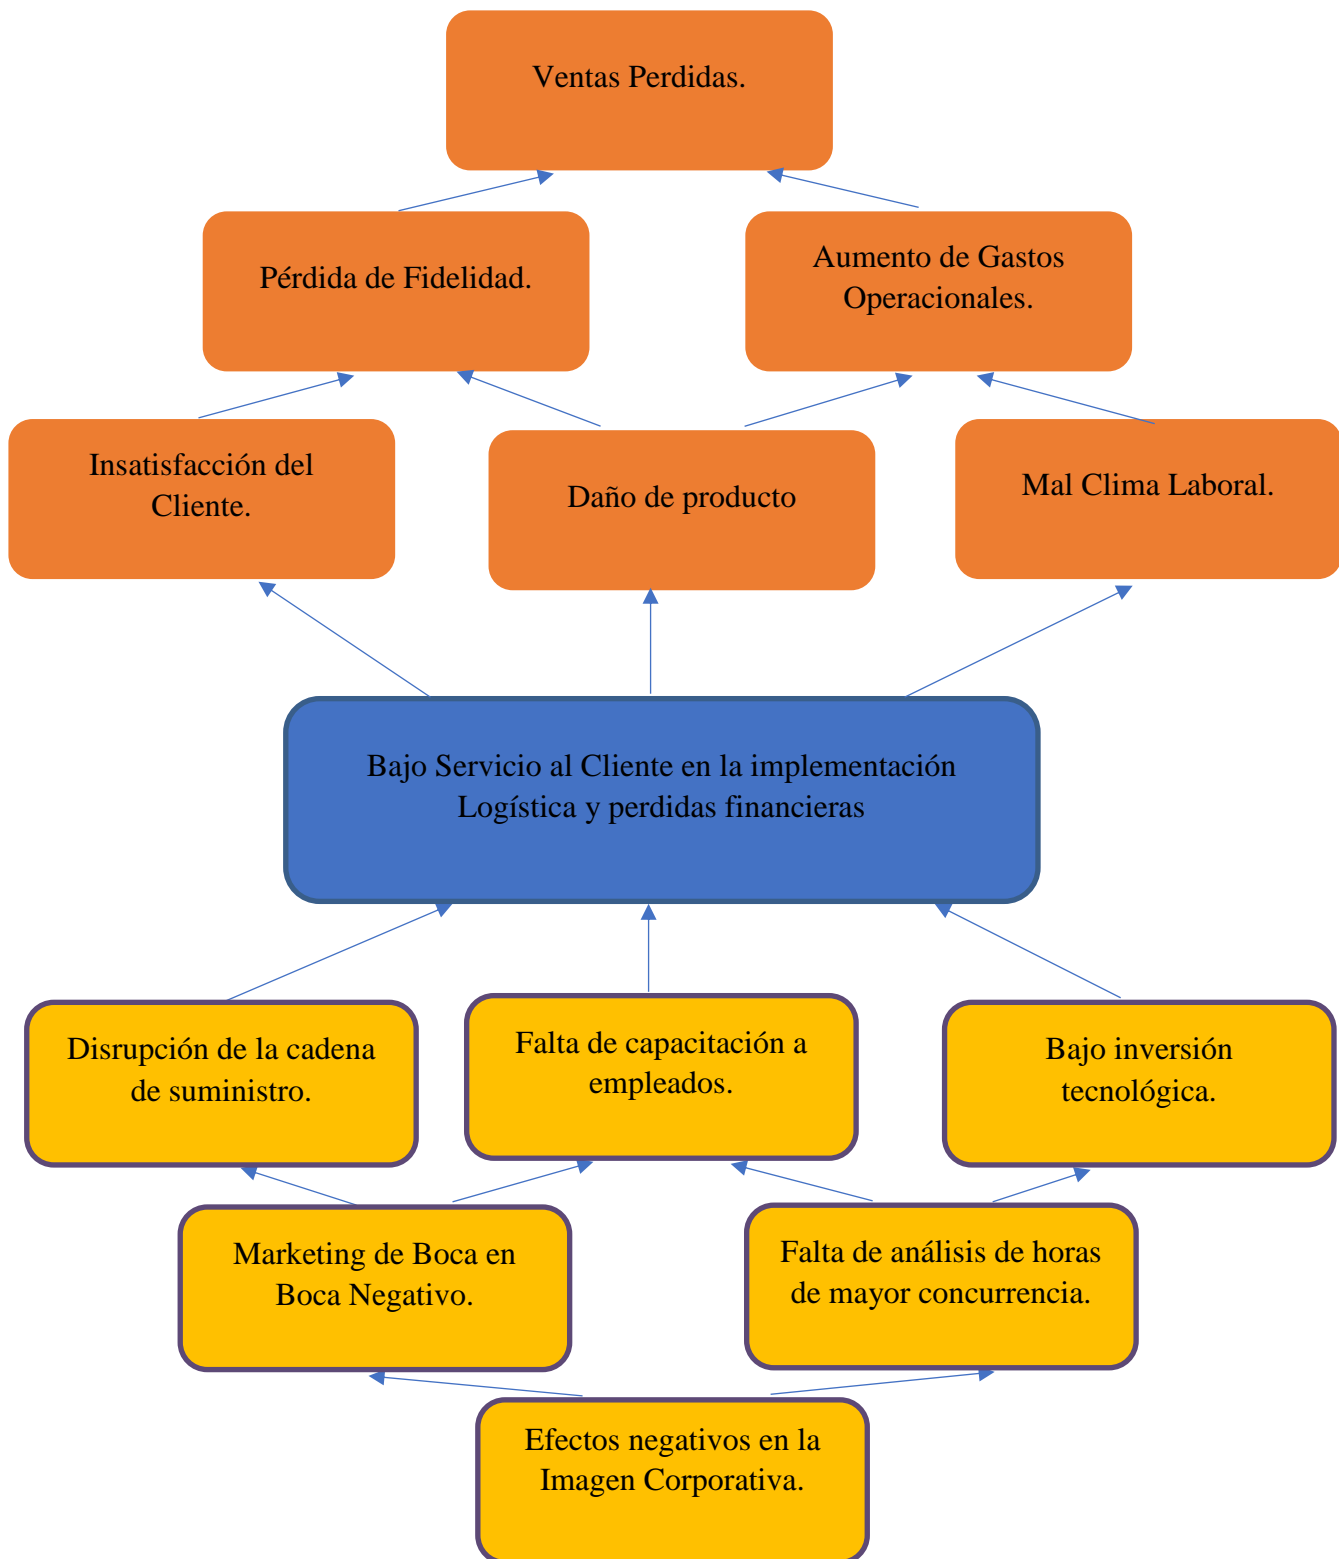 Ventas Perdidas.
Pérdida de Fidelidad.
Aumento de Gastos
Operacionales.
Insatisfacción del
Cliente.
Daño de producto
Mal Clima Laboral.
Bajo Servicio al Cliente en la implementación
Logística y perdidas financieras
Disrupción de la cadena
de suministro.
Falta de capacitación a
empleados.
Bajo inversión
tecnológica.
Marketing de Boca en
Boca Negativo.
Falta de análisis de horas
de mayor concurrencia.
Efectos negativos en la
Imagen Corporativa.